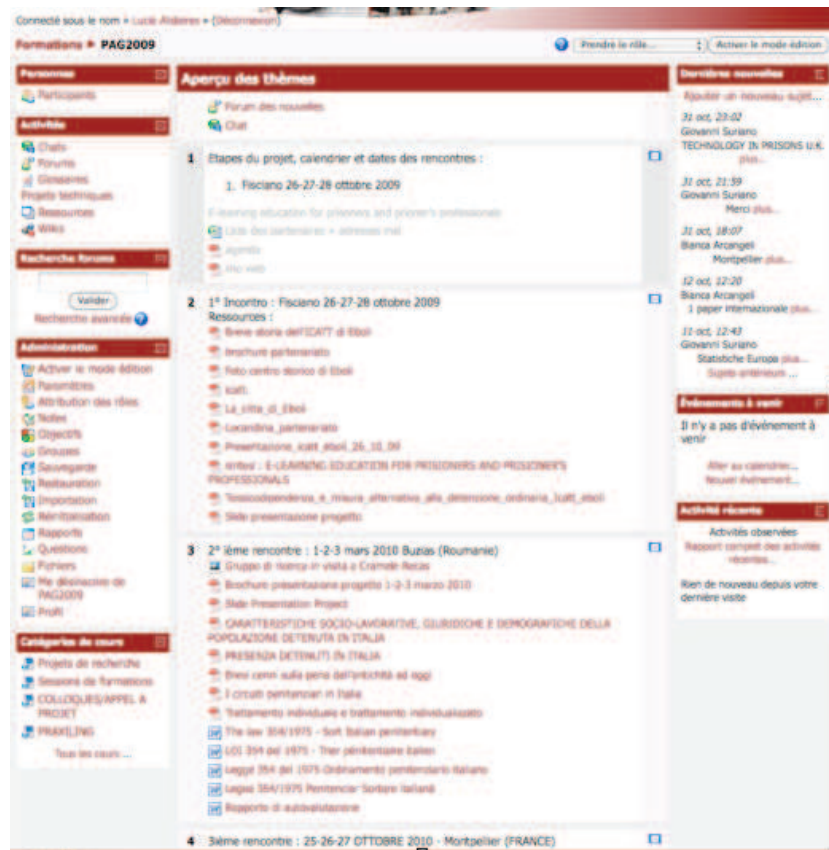 Connecté sous le nom « Lucie Alidières » (Déconnexion)
Formations ► PAG2009
Prendre le rôle...
Activer le mode édition
Personnes
Participants
Activités
Chats
Forums
Glossaires
Projets techniques
Ressources
Wikis
Recherche forums
Valider
Recherche avancée
Administration
Activer le mode édition
Paramètres
Attribution des rôles
Notes
Objectifs
Groupes
Sauvegarde
Restauration
Importation
Réinitialisation
Rapports
Questions
Fichiers
Me désinscrire de
PAG2009
Profil
Catégories de cours
Projets de recherche
Sessions de formations
COLLOQUES/APPEL A
PROJET
PRAXILING
Tous les cours ...
Aperçu des thèmes
Forum des nouvelles
Chat
1 Etapes du projet, calendrier et dates des rencontres :
1. Fisciano 26-27-28 ottobre 2009
E-learning education for prisoners and prisoner's professionals
Liste des partenaires + adresses mail
agenda
2 1° Incontro : Fisciano 26-27-28 ottobre 2009
Ressources :
Breve storia dell'ICATT di Eboli
brochure partenariato
Foto centro storico di Eboli
icatt.
La_citta_di_Eboli
Locandina_partenariato
Presentazione_icatt_eboli_26_10_09
E-LEARNING EDUCATION FOR PRISONERS AND PRISONER'S
PROFESSIONALS
Tossicodipendenza_e_misura_alternativa_alla_detenzione_ordinaria_Icatt_eboli
Slide presentazione progetto
3 2° ième rencontre : 1-2-3 mars 2010 Buzias (Roumanie)
Gruppo di ricerca in visita a Cramele Recas
Brochure presentazione progetto 1-2-3 marzo 2010
Slide Presentation Project
CARATTERISTICHE SOCIO-LAVORATIVE, GIURIDICHE E DEMOGRAFICHE DELLA
POPOLAZIONE DETENUTA IN ITALIA
PRESENZA DETENUTI IN ITALIA
Brevi cenni sulla pena dell'antichità ad oggi
I circuiti penitenziari in Italia
Trattamento individuale e trattamento individualizzato
The law 354/1975 - Sort Italian penitentiary
LOI 354 del 1975 - Trier pénitentiaire italien
Legge 354 del 1975 Ordinamento penitenziario italiano
Legea 354/1975 Penitenciar Sortare italiană
Rapporto di autovalutazione
4 3ième rencontre : 25-26-27 OTTOBRE 2010 - Montpellier (FRANCE)
Dernières nouvelles
Ajouter un nouveau sujet...
31 oct, 23:02
Giovanni Suriano
TECHNOLOGY IN PRISONS U.K.
plus...
31 oct, 21:59
Giovanni Suriano
Merci plus...
31 oct, 18:07
Bianca Arcangeli
Montpellier plus...
12 oct, 12:20
Bianca Arcangeli
1 paper internazionale plus...
11 oct, 12:43
Giovanni Suriano
Statistiche Europa plus...
Sujets antérieurs ...
Événements à venir
Il n'y a pas d'événement à
venir
Aller au calendrier...
Nouvel événement...
Activité récente
Activités observées
Rapport complet des activités
récentes...
Rien de nouveau depuis votre
dernière visite